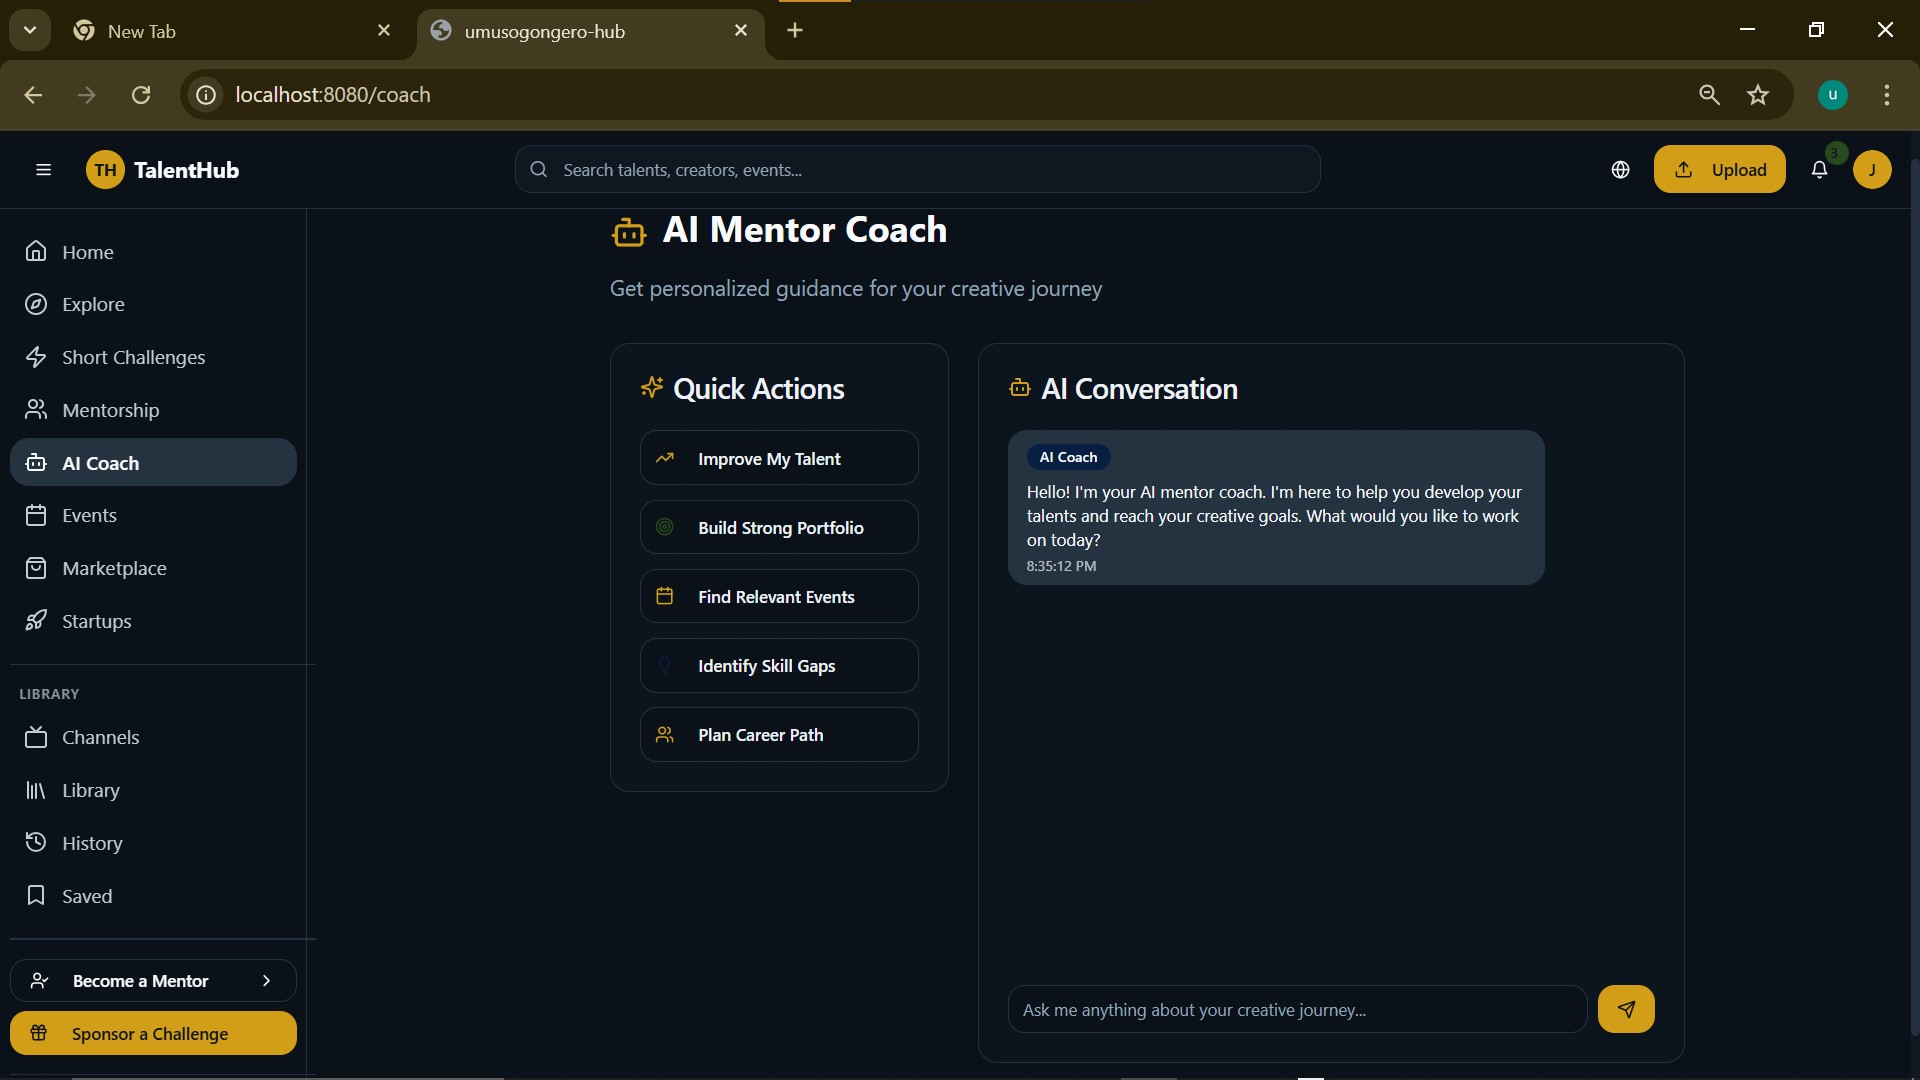 New Tab
umusogongero-hub
localhost:8080/coach
u
TH TalentHub
Search talents, creators, events...
Upload
3
J
Home
Explore
Short Challenges
Mentorship
AI Coach
Events
Marketplace
Startups
LIBRARY
Channels
Library
History
Saved
Become a Mentor
Sponsor a Challenge
AI Mentor Coach
Get personalized guidance for your creative journey
Quick Actions
Improve My Talent
Build Strong Portfolio
Find Relevant Events
Identify Skill Gaps
Plan Career Path
AI Conversation
AI Coach
Hello! I'm your AI mentor coach. I'm here to help you develop your
talents and reach your creative goals. What would you like to work
on today?
8:35:12 PM
Ask me anything about your creative journey...